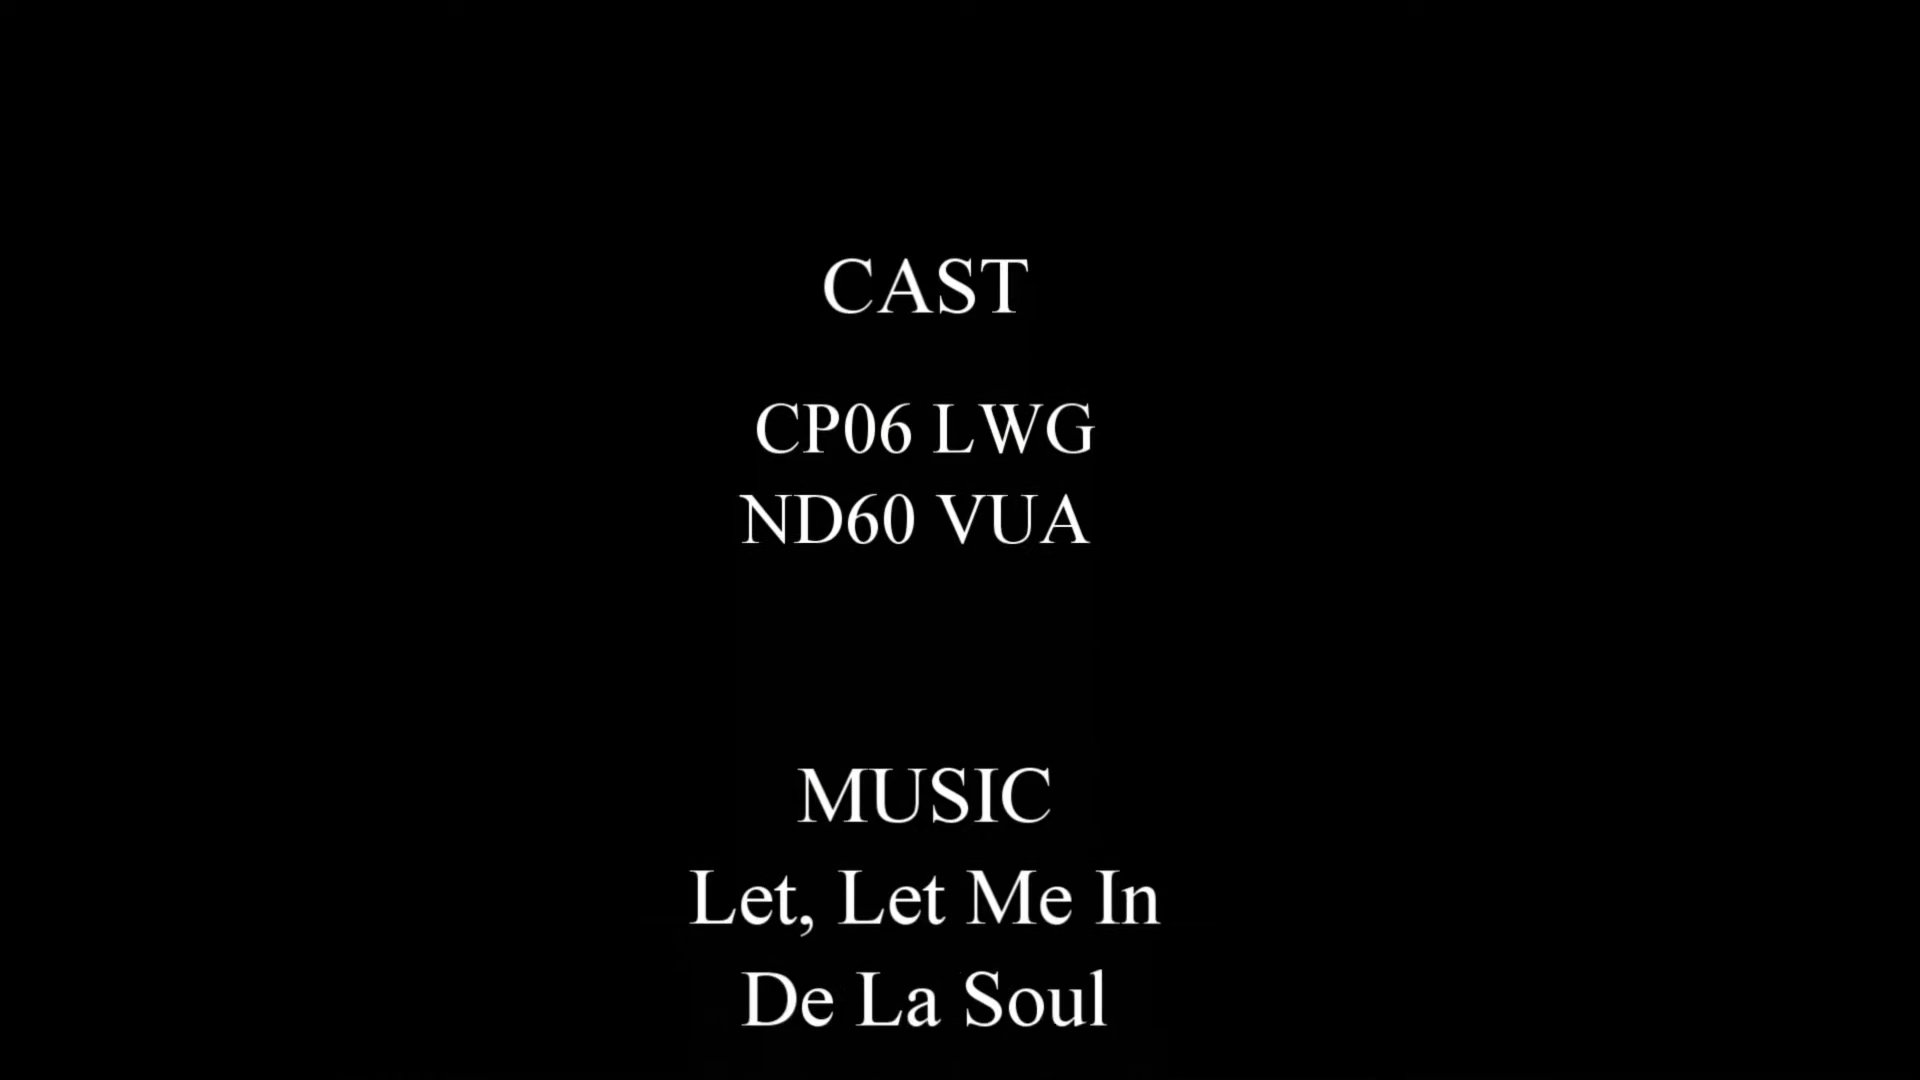 CAST
CP06 LWG
ND60 VUA
MUSIC
Let, Let Me In
De La Soul